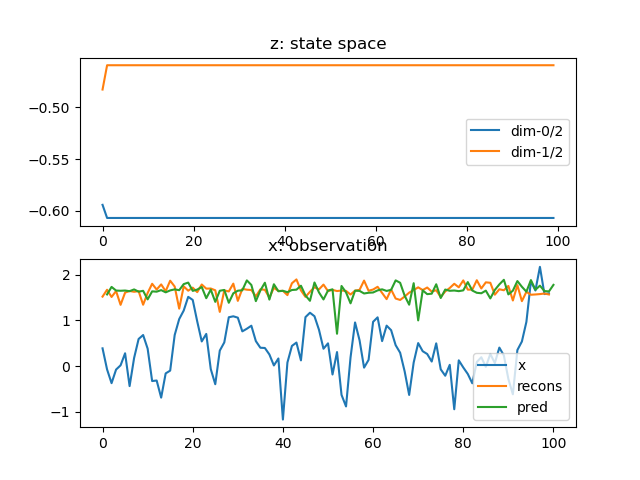 z: state space
−0.50
−0.55
−0.60
dim-0/2
dim-1/2
0
20
40
60
80
100
x: observation
2
1
0
−1
x
recons
pred
0
20
40
60
80
100